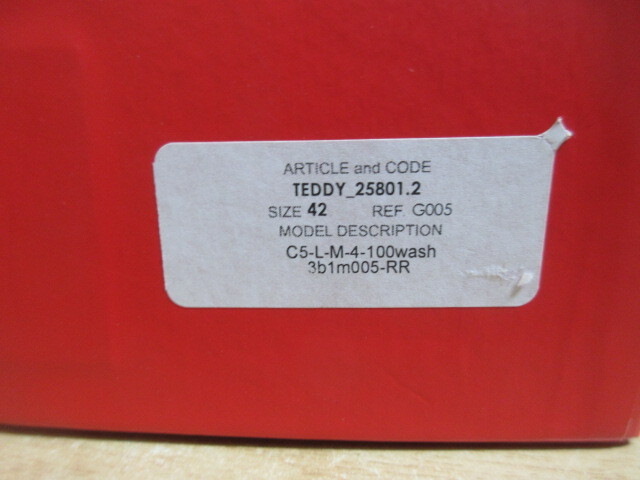 ARTICLE and CODE
TEDDY_25801.2
SIZE 42 REF. G005
MODEL DESCRIPTION
C5-L-M-4-100wash
3b1m005-RR